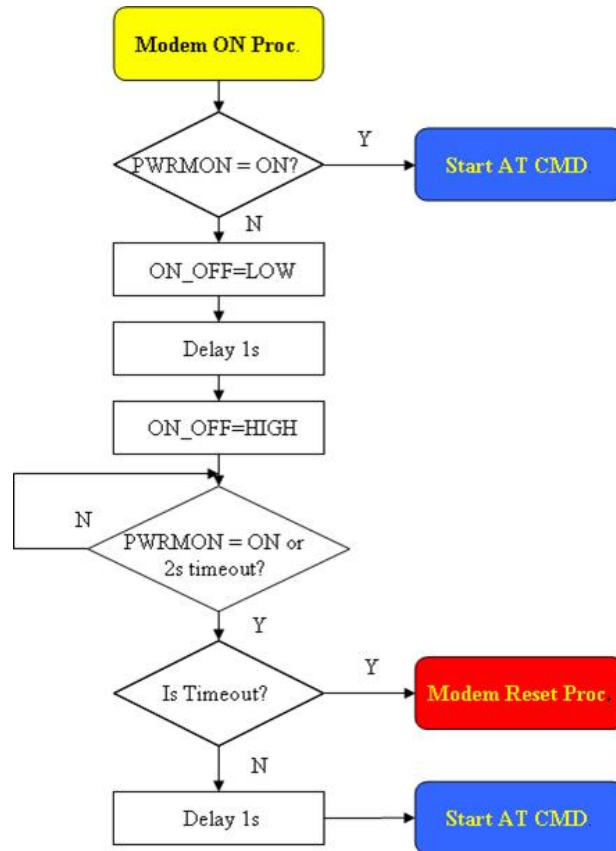 Modem ON Proc.
PWRMON = ON?
Y
Start AT CMD.
N
ON_OFF=LOW
Delay 1s
ON_OFF=HIGH
N
PWRMON = ON or
2s timeout?
Y
Is Timeout?
Y
Modem Reset Proc.
N
Delay 1s
Start AT CMD.